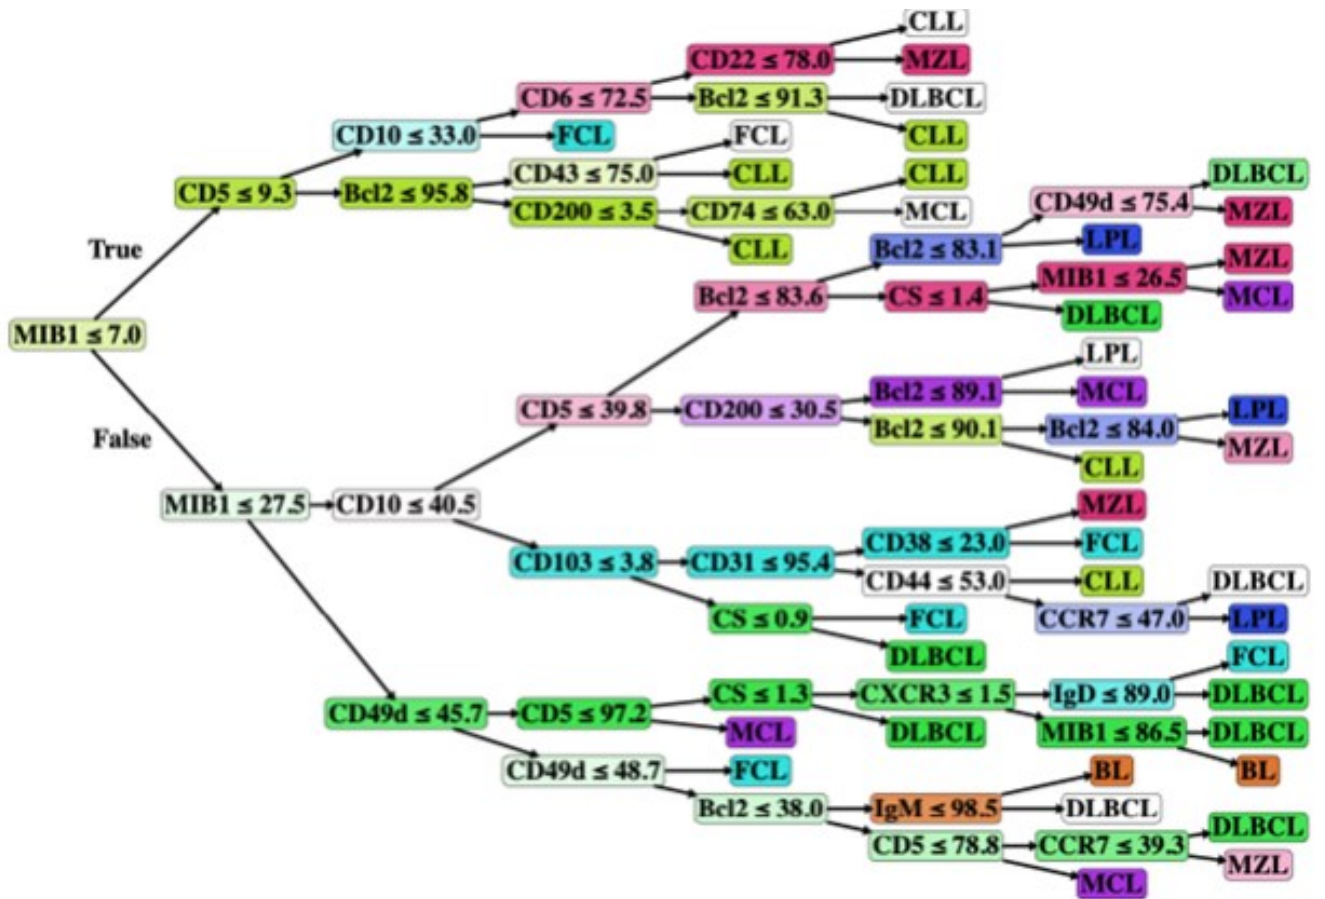 CLL
CD22 ≤ 78.0 MZL
CD6 ≤ 72.5 Bcl2 ≤ 91.3 DLBCL
CD10 ≤ 33.0 FCL FCL CLL
CD5 ≤ 9.3 Bcl2 ≤ 95.8 CD43 ≤ 75.0 CLL CLL DLBCL
CD200 ≤ 3.5 CD74 ≤ 63.0 MCL CD49d ≤ 75.4 MZL
True CLL Bcl2 ≤ 83.1 LPL
MZL
Bcl2 ≤ 83.6 CS ≤ 1.4 MIB1 ≤ 26.5 MCL
DLBCL
MIB1 ≤ 7.0
LPL
Bcl2 ≤ 89.1 MCL
CD5 ≤ 39.8 CD200 ≤ 30.5 LPL
False Bcl2 ≤ 90.1 Bcl2 ≤ 84.0 MZL
CLL
MIB1 ≤ 27.5 CD10 ≤ 40.5 MZL
CD38 ≤ 23.0 FCL
CD103 ≤ 3.8 CD31 ≤ 95.4 CD44 ≤ 53.0 CLL DLBCL
CS ≤ 0.9 FCL CCR7 ≤ 47.0 LPL
DLBCL FCL
CS ≤ 1.3 CXCR3 ≤ 1.5 IgD ≤ 89.0 DLBCL
CD49d ≤ 45.7 CD5 ≤ 97.2 MCL DLBCL MIB1 ≤ 86.5 DLBCL
CD49d ≤ 48.7 FCL BL BL
Bcl2 ≤ 38.0 IgM ≤ 98.5 DLBCL
DLBCL
CD5 ≤ 78.8 CCR7 ≤ 39.3 MZL
MCL